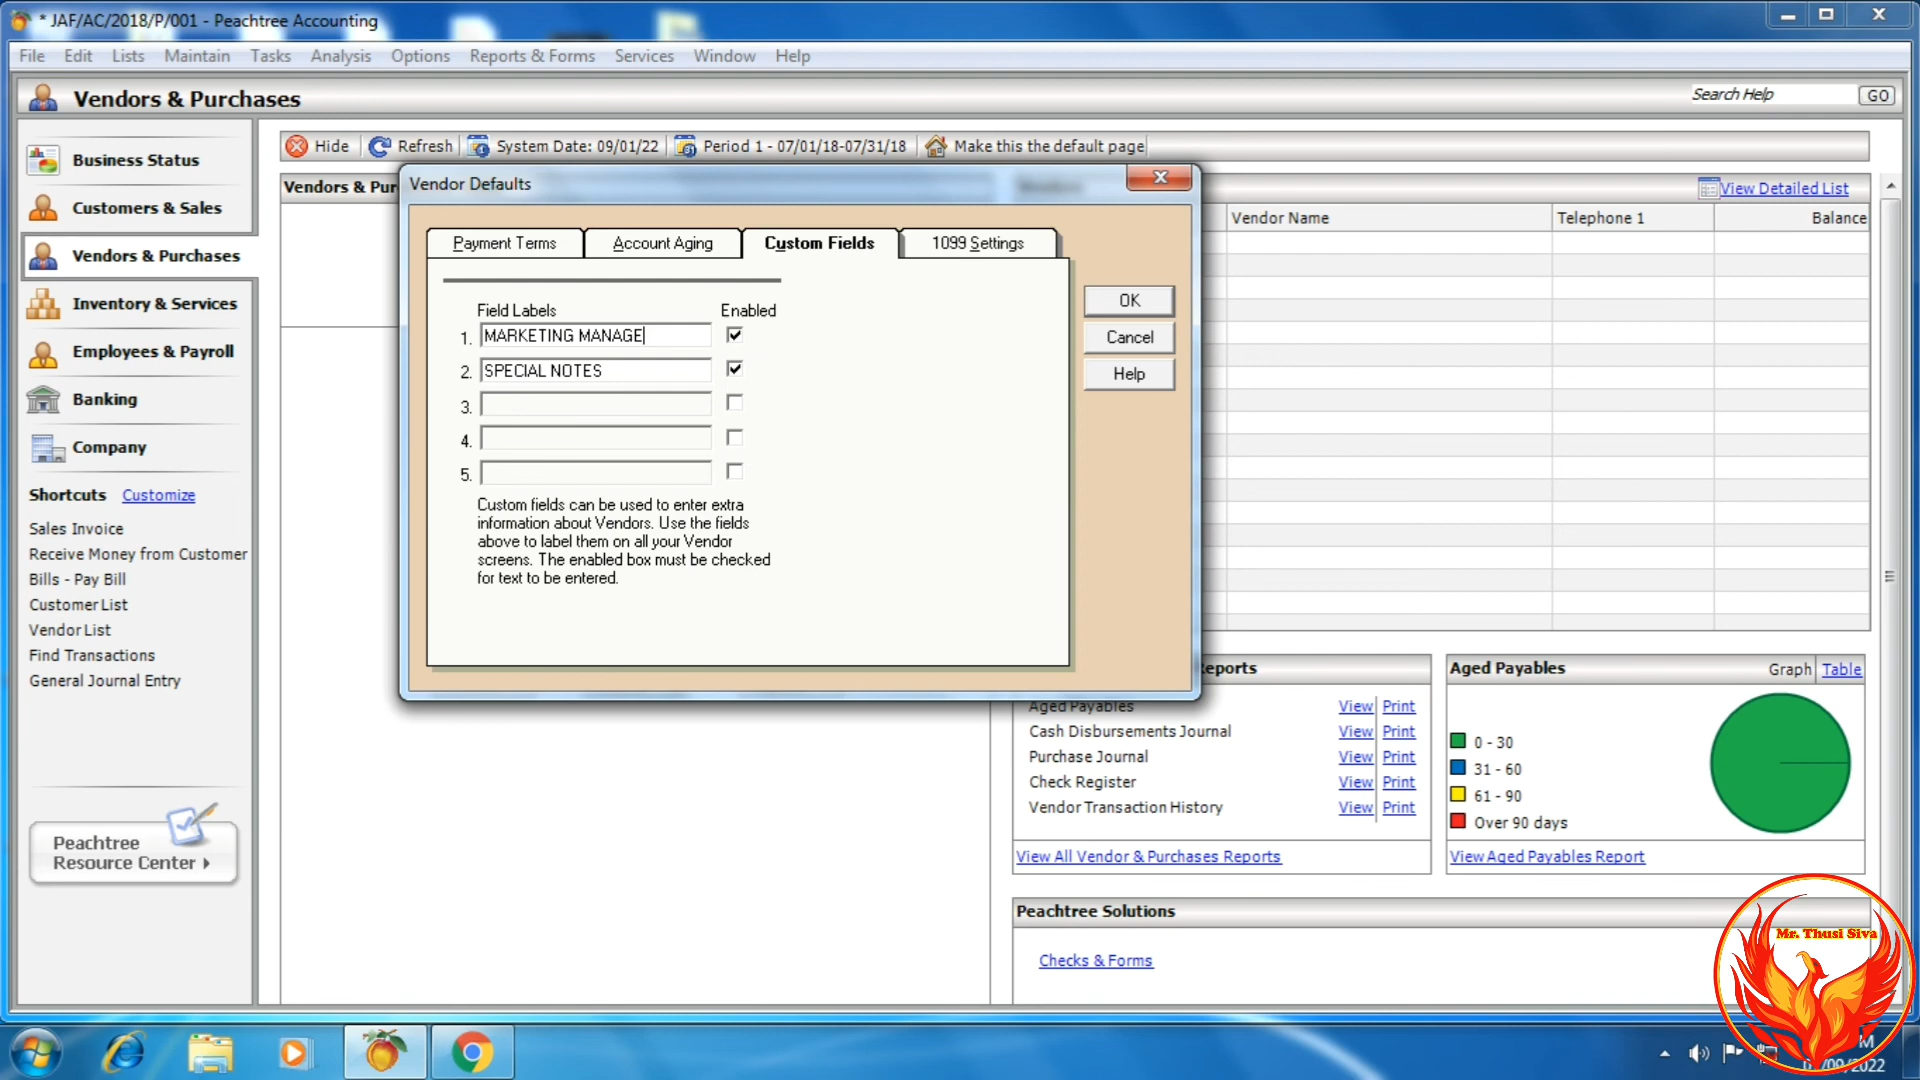 * JAF/AC/2018/P/001 - Peachtree Accounting
File Edit Lists Maintain Tasks Analysis Options Reports & Forms Services Window Help
Vendors & Purchases
Search Help GO
Hide Refresh System Date: 09/01/22 Period 1 - 07/01/18-07/31/18 Make this the default page
Business Status
Customers & Sales
Vendors & Purchases
Inventory & Services
Employees & Payroll
Banking
Company
Shortcuts Customize
Sales Invoice
Receive Money from Customer
Bills - Pay Bill
Customer List
Vendor List
Find Transactions
General Journal Entry
Peachtree
Resource Center
Vendors & Pur
View Detailed List
Vendor Name Telephone 1 Balance
Vendor Defaults
Payment Terms Account Aging Custom Fields 1099 Settings
Field Labels Enabled
1. MARKETING MANAGE
2. SPECIAL NOTES
3.
4.
5.
Custom fields can be used to enter extra
information about Vendors. Use the fields
above to label them on all your Vendor
screens. The enabled box must be checked
for text to be entered.
OK
Cancel
Help
eports
Aged Payables View Print
Cash Disbursements Journal View Print
Purchase Journal View Print
Check Register View Print
Vendor Transaction History View Print
View All Vendor & Purchases Reports
Aged Payables Graph Table
0 - 30
31 - 60
61 - 90
Over 90 days
View Aged Payables Report
Peachtree Solutions
Checks & Forms
Mr. Thusi Siva
M
/09/2022